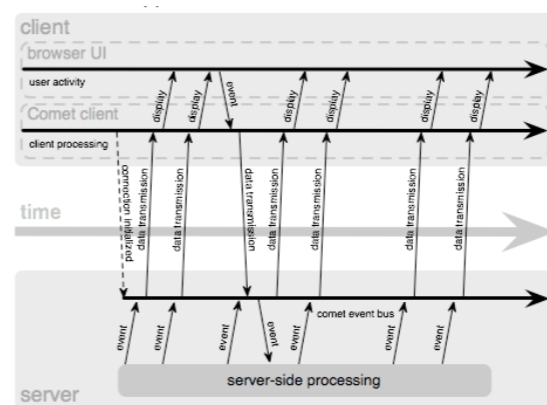 client
browser UI
user activity
display
display
event
display
display
display
display
Comet client
client processing
connection initialized
data transmission
data transmission
data transmission
data transmission
data transmission
data transmission
data transmission
time
comet event bus
event
event
event
event
event
event
event
server-side processing
server